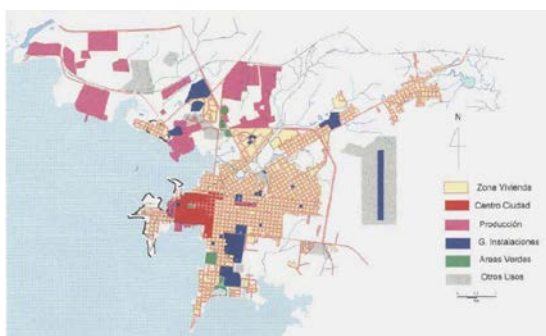 N
Zona Vivienda
Centro Ciudad
Producción
G. Instalaciones
Areas Verdes
Otros Usos